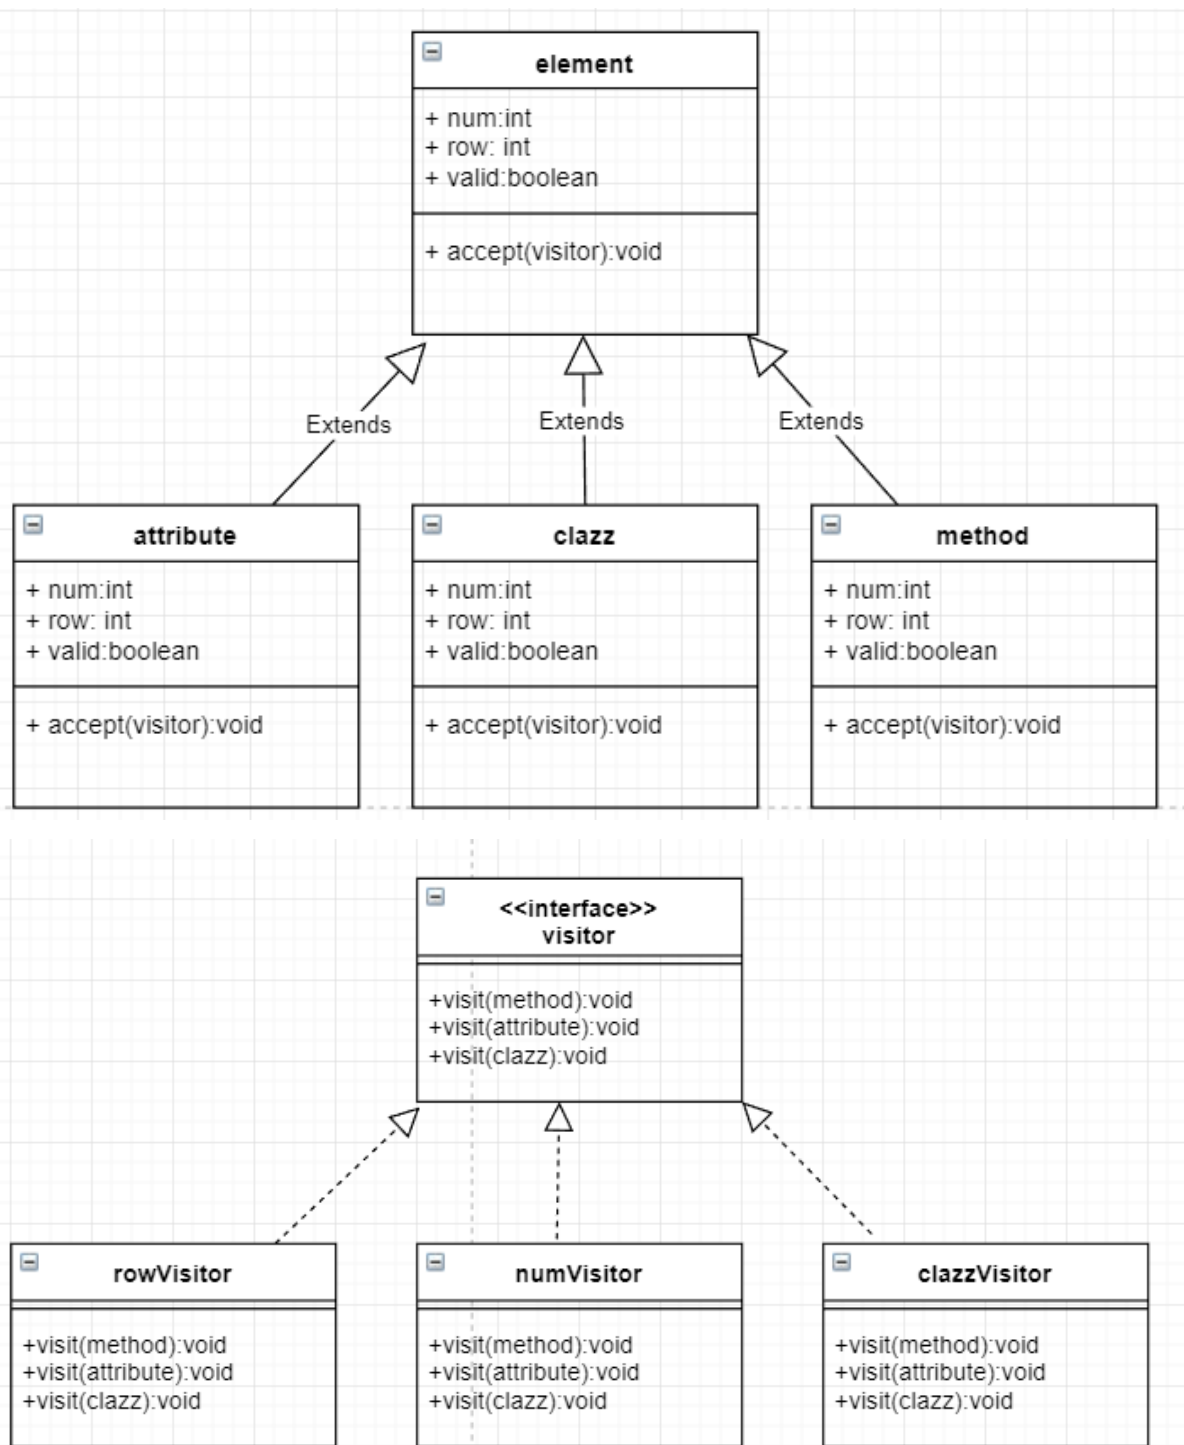 element
+ num:int
+ row: int
+ valid:boolean
+ accept(visitor):void
Extends
Extends
Extends
attribute
+ num:int
+ row: int
+ valid:boolean
+ accept(visitor):void
clazz
+ num:int
+ row: int
+ valid:boolean
+ accept(visitor):void
method
+ num:int
+ row: int
+ valid:boolean
+ accept(visitor):void
<<interface>>
visitor
+visit(method):void
+visit(attribute):void
+visit(clazz):void
rowVisitor
+visit(method):void
+visit(attribute):void
+visit(clazz):void
numVisitor
+visit(method):void
+visit(attribute):void
+visit(clazz):void
clazzVisitor
+visit(method):void
+visit(attribute):void
+visit(clazz):void